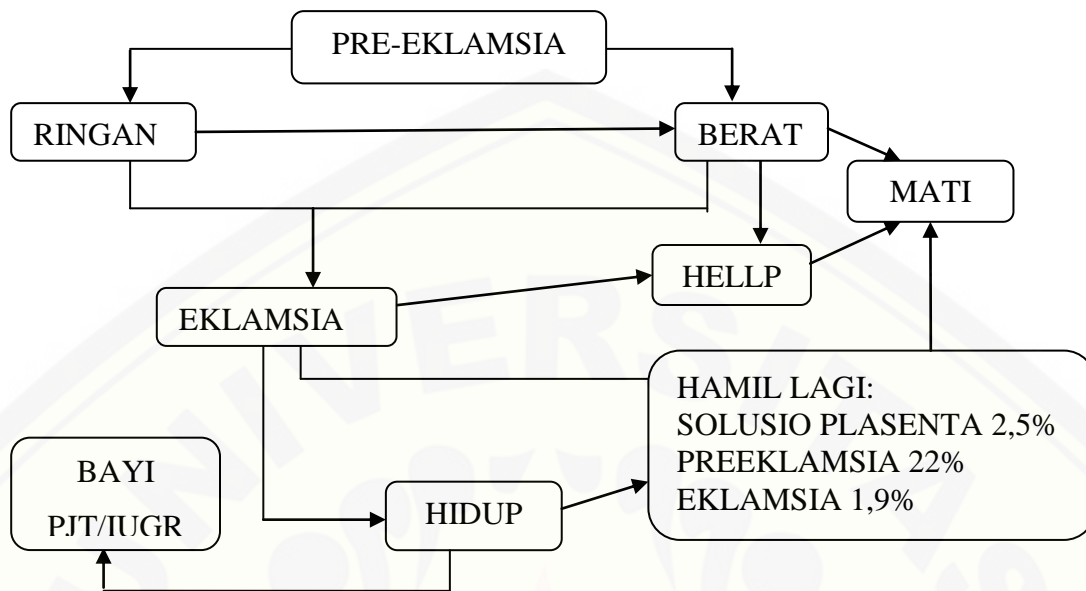 PRE-EKLAMSIA
RINGAN
BERAT
MATI
HELLP
EKLAMSIA
HAMIL LAGI:
SOLUSIO PLASENTA 2,5%
PREEKLAMSIA 22%
EKLAMSIA 1,9%
BAYI
PJT/IUGR
HIDUP